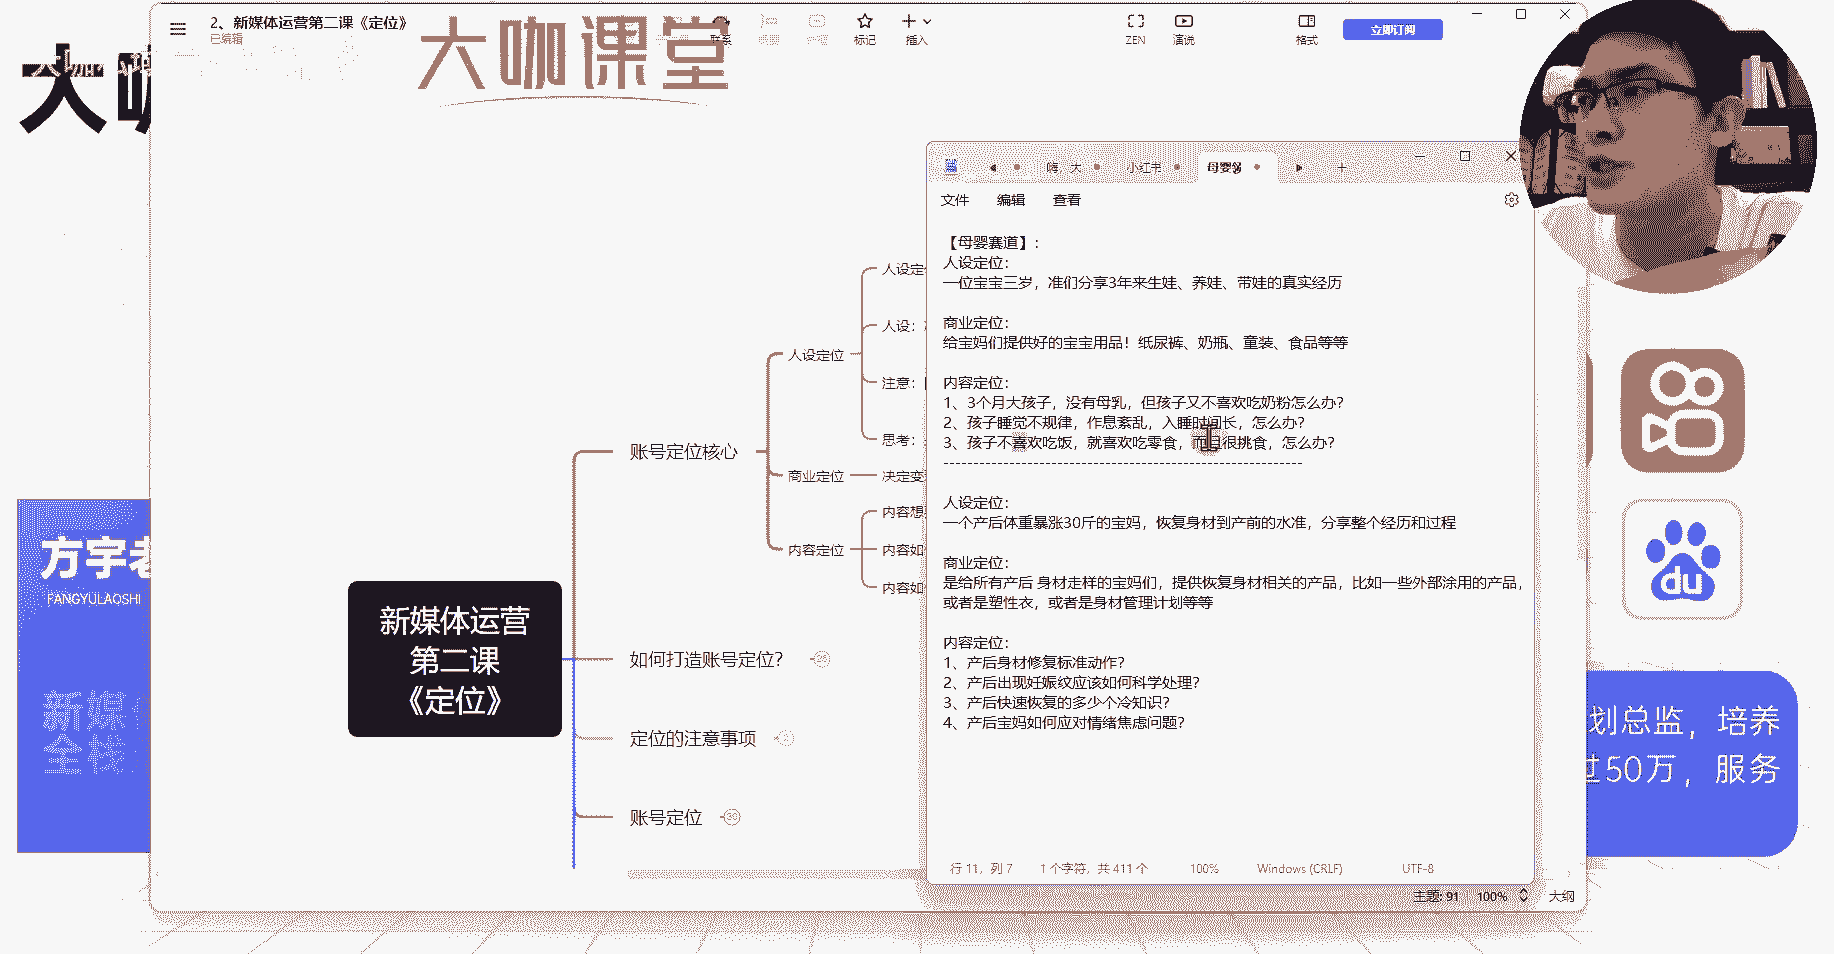 2、新媒体运营第二课《定位》
已编辑
大咖课堂
联系
标记
插入
ZEN
演说
格式
立即订阅
大
方宇老
FANGYULAOSHI
新媒体
全栈
嗨，大
小红书
文件
编辑
查看
【母婴赛道】：
人设定位：
一位宝宝三岁，准们分享3年来生娃、养娃、带娃的真实经历
商业定位：
给宝妈们提供好的宝宝用品！纸尿裤、奶瓶、童装、食品等等
内容定位：
1、3个月大孩子，没有母乳，但孩子又不喜欢吃奶粉怎么办？
2、孩子睡觉不规律，作息紊乱，入睡时间长，怎么办？
3、孩子不喜欢吃饭，就喜欢吃零食，而且很挑食，怎么办？
------------------------------------------------------------
人设定位：
一个产后体重暴涨30斤的宝妈，恢复身材到产前的水准，分享整个经历和过程
商业定位：
是给所有产后 身材走样的宝妈们，提供恢复身材相关的产品，比如一些外部涂用的产品，
或者是塑性衣，或者是身材管理计划等等
内容定位：
1、产后身材修复标准动作？
2、产后出现妊娠纹应该如何科学处理？
3、产后快速恢复的多少个冷知识？
4、产后宝妈如何应对情绪焦虑问题？
行 11，列 7
1 个字符，共 411 个
100%
Windows (CRLF)
UTF-8
新媒体运营
第二课
《定位》
账号定位核心
人设定位
人设定
人设：
注意：
思考：
商业定位
决定变
内容定位
内容想
内容如
内容如
如何打造账号定位？
定位的注意事项
账号定位
39
主题: 91
100%
大纲
du
划总监，培养
过50万，服务